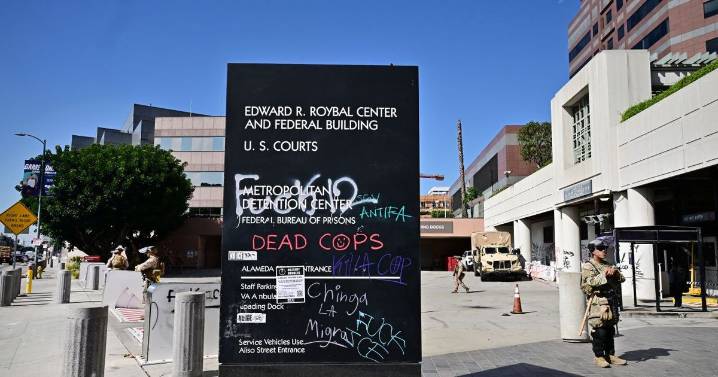 EDWARD R. ROYBAL CENTER
AND FEDERAL BUILDING
U. S. COURTS
METROPOLITAN
DETENTION CENTER
FEDERAL BUREAU OF PRISONS
ANTIFA
DEAD COPS
ALAMEDA ENTRANCE
KILL A COP
Staff Parking
VA Ambulance
Loading Dock
Chinga
LA
Migra
FUCK
ICE
Service Vehicles Use
Aliso Street Entrance